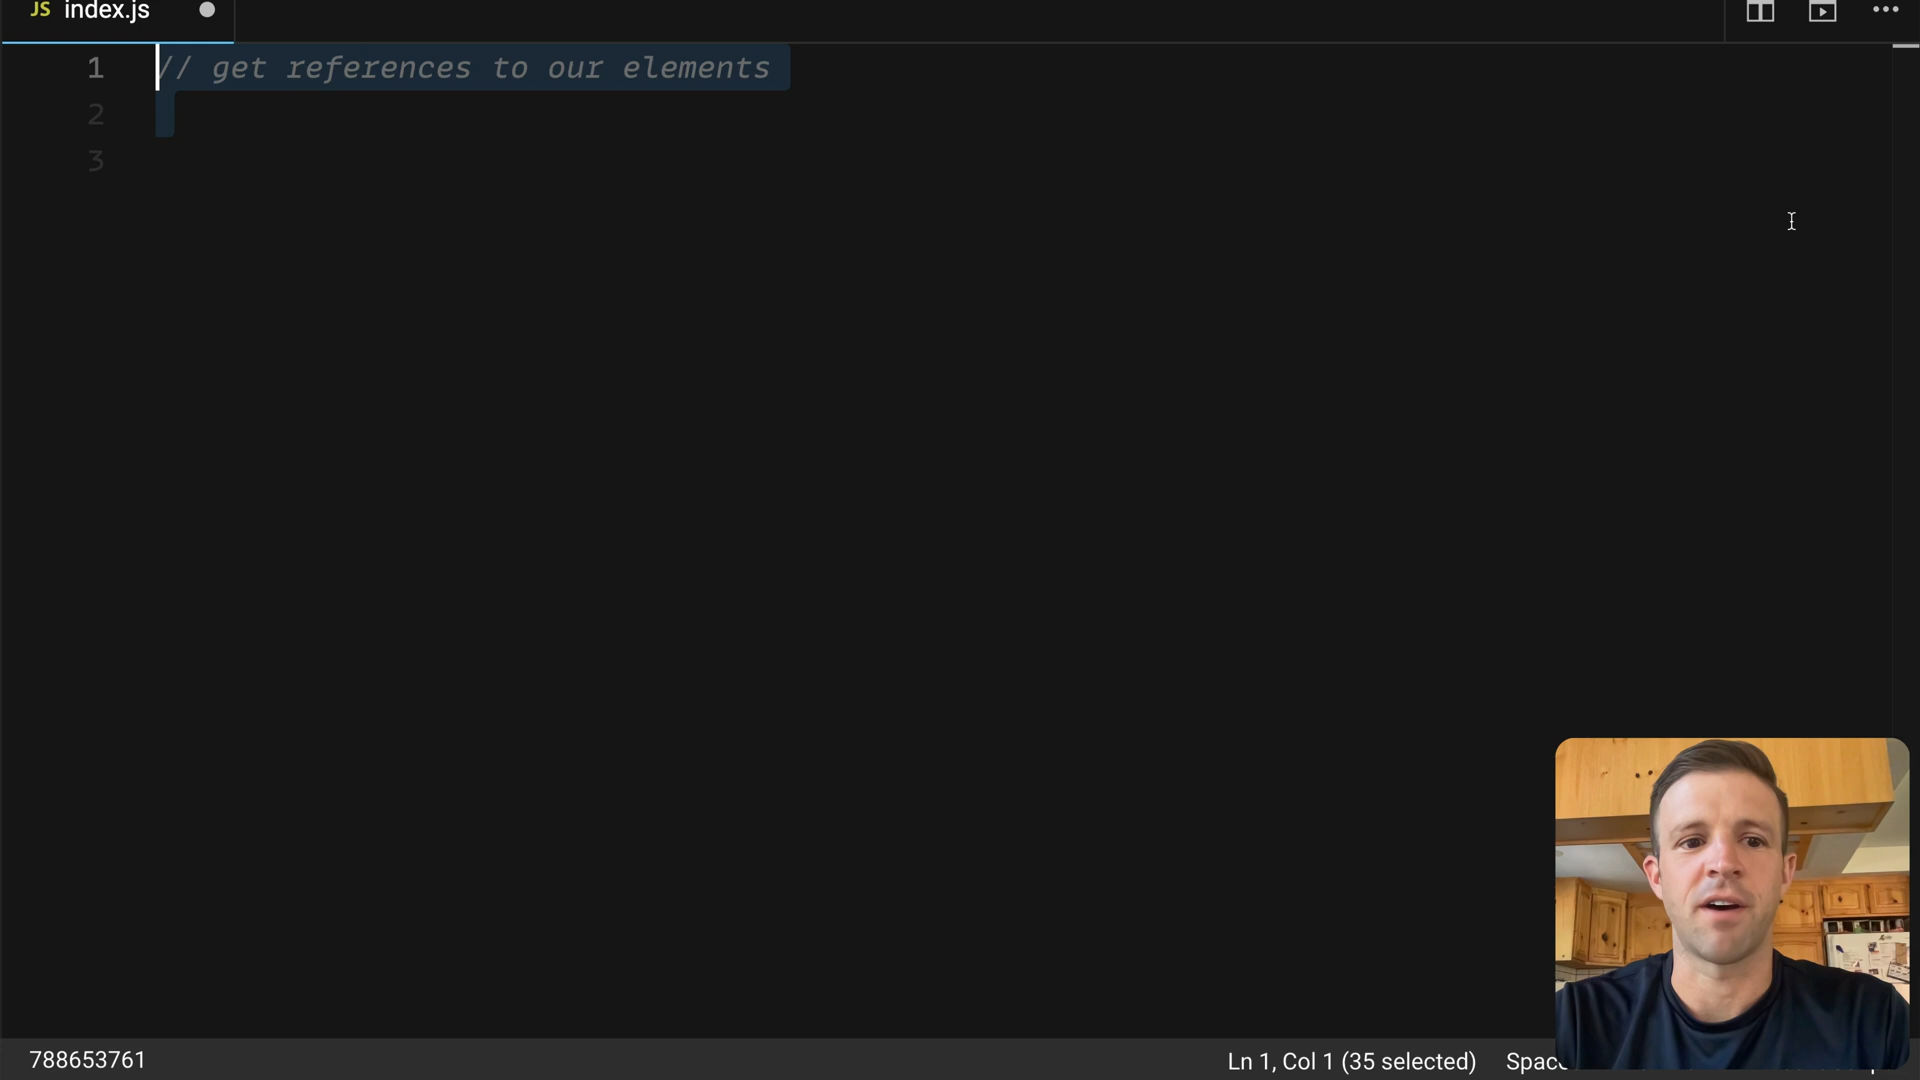 JS index.js
1 // get references to our elements
2
3
788653761 Ln 1, Col 1 (35 selected)